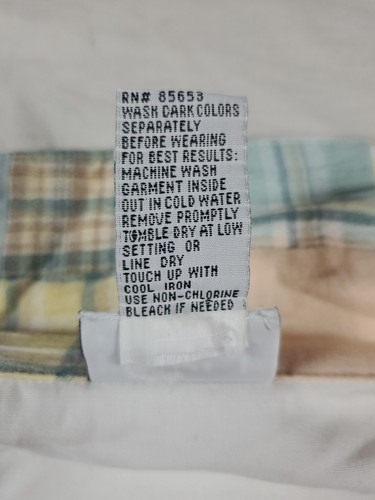 RN# 85653
WASH DARK COLORS
SEPARATELY
BEFORE WEARING
FOR BEST RESULTS:
MACHINE WASH
GARMENT INSIDE
OUT IN COLD WATER
REMOVE PROMPTLY
TUMBLE DRY AT LOW
SETTING OR
LINE DRY
TOUCH UP WITH
COOL IRON
USE NON-CHLORINE
BLEACH IF NEEDED